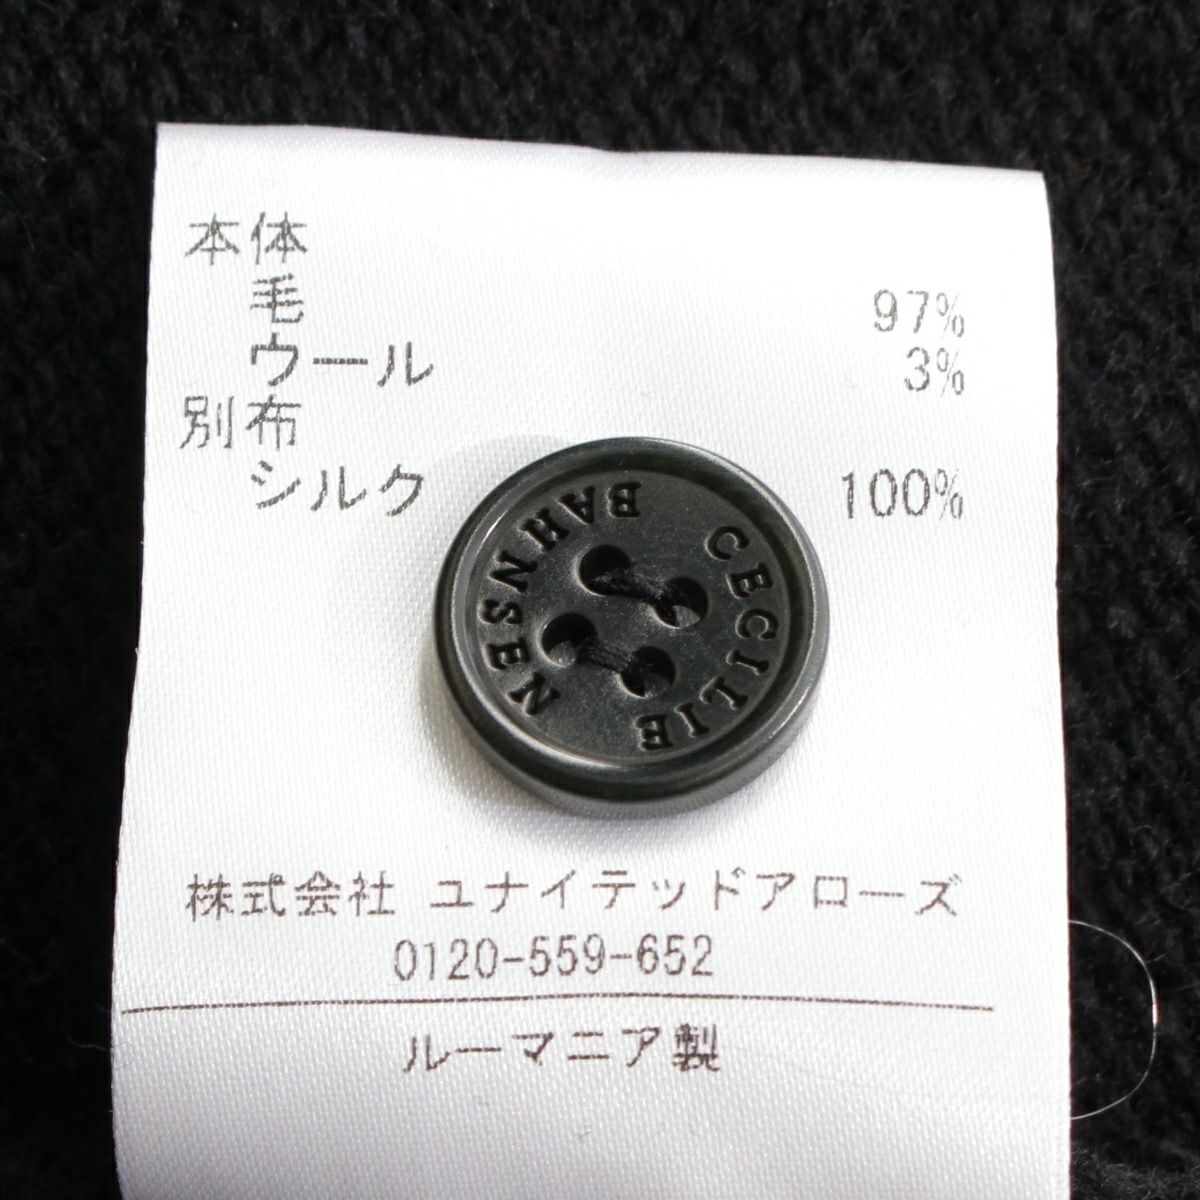 本体
毛 97%
ウール 3%
別布
シルク 100%
CECILIE BAHNSEN
株式会社 ユナイテッドアローズ
0120-559-652
ルーマニア製